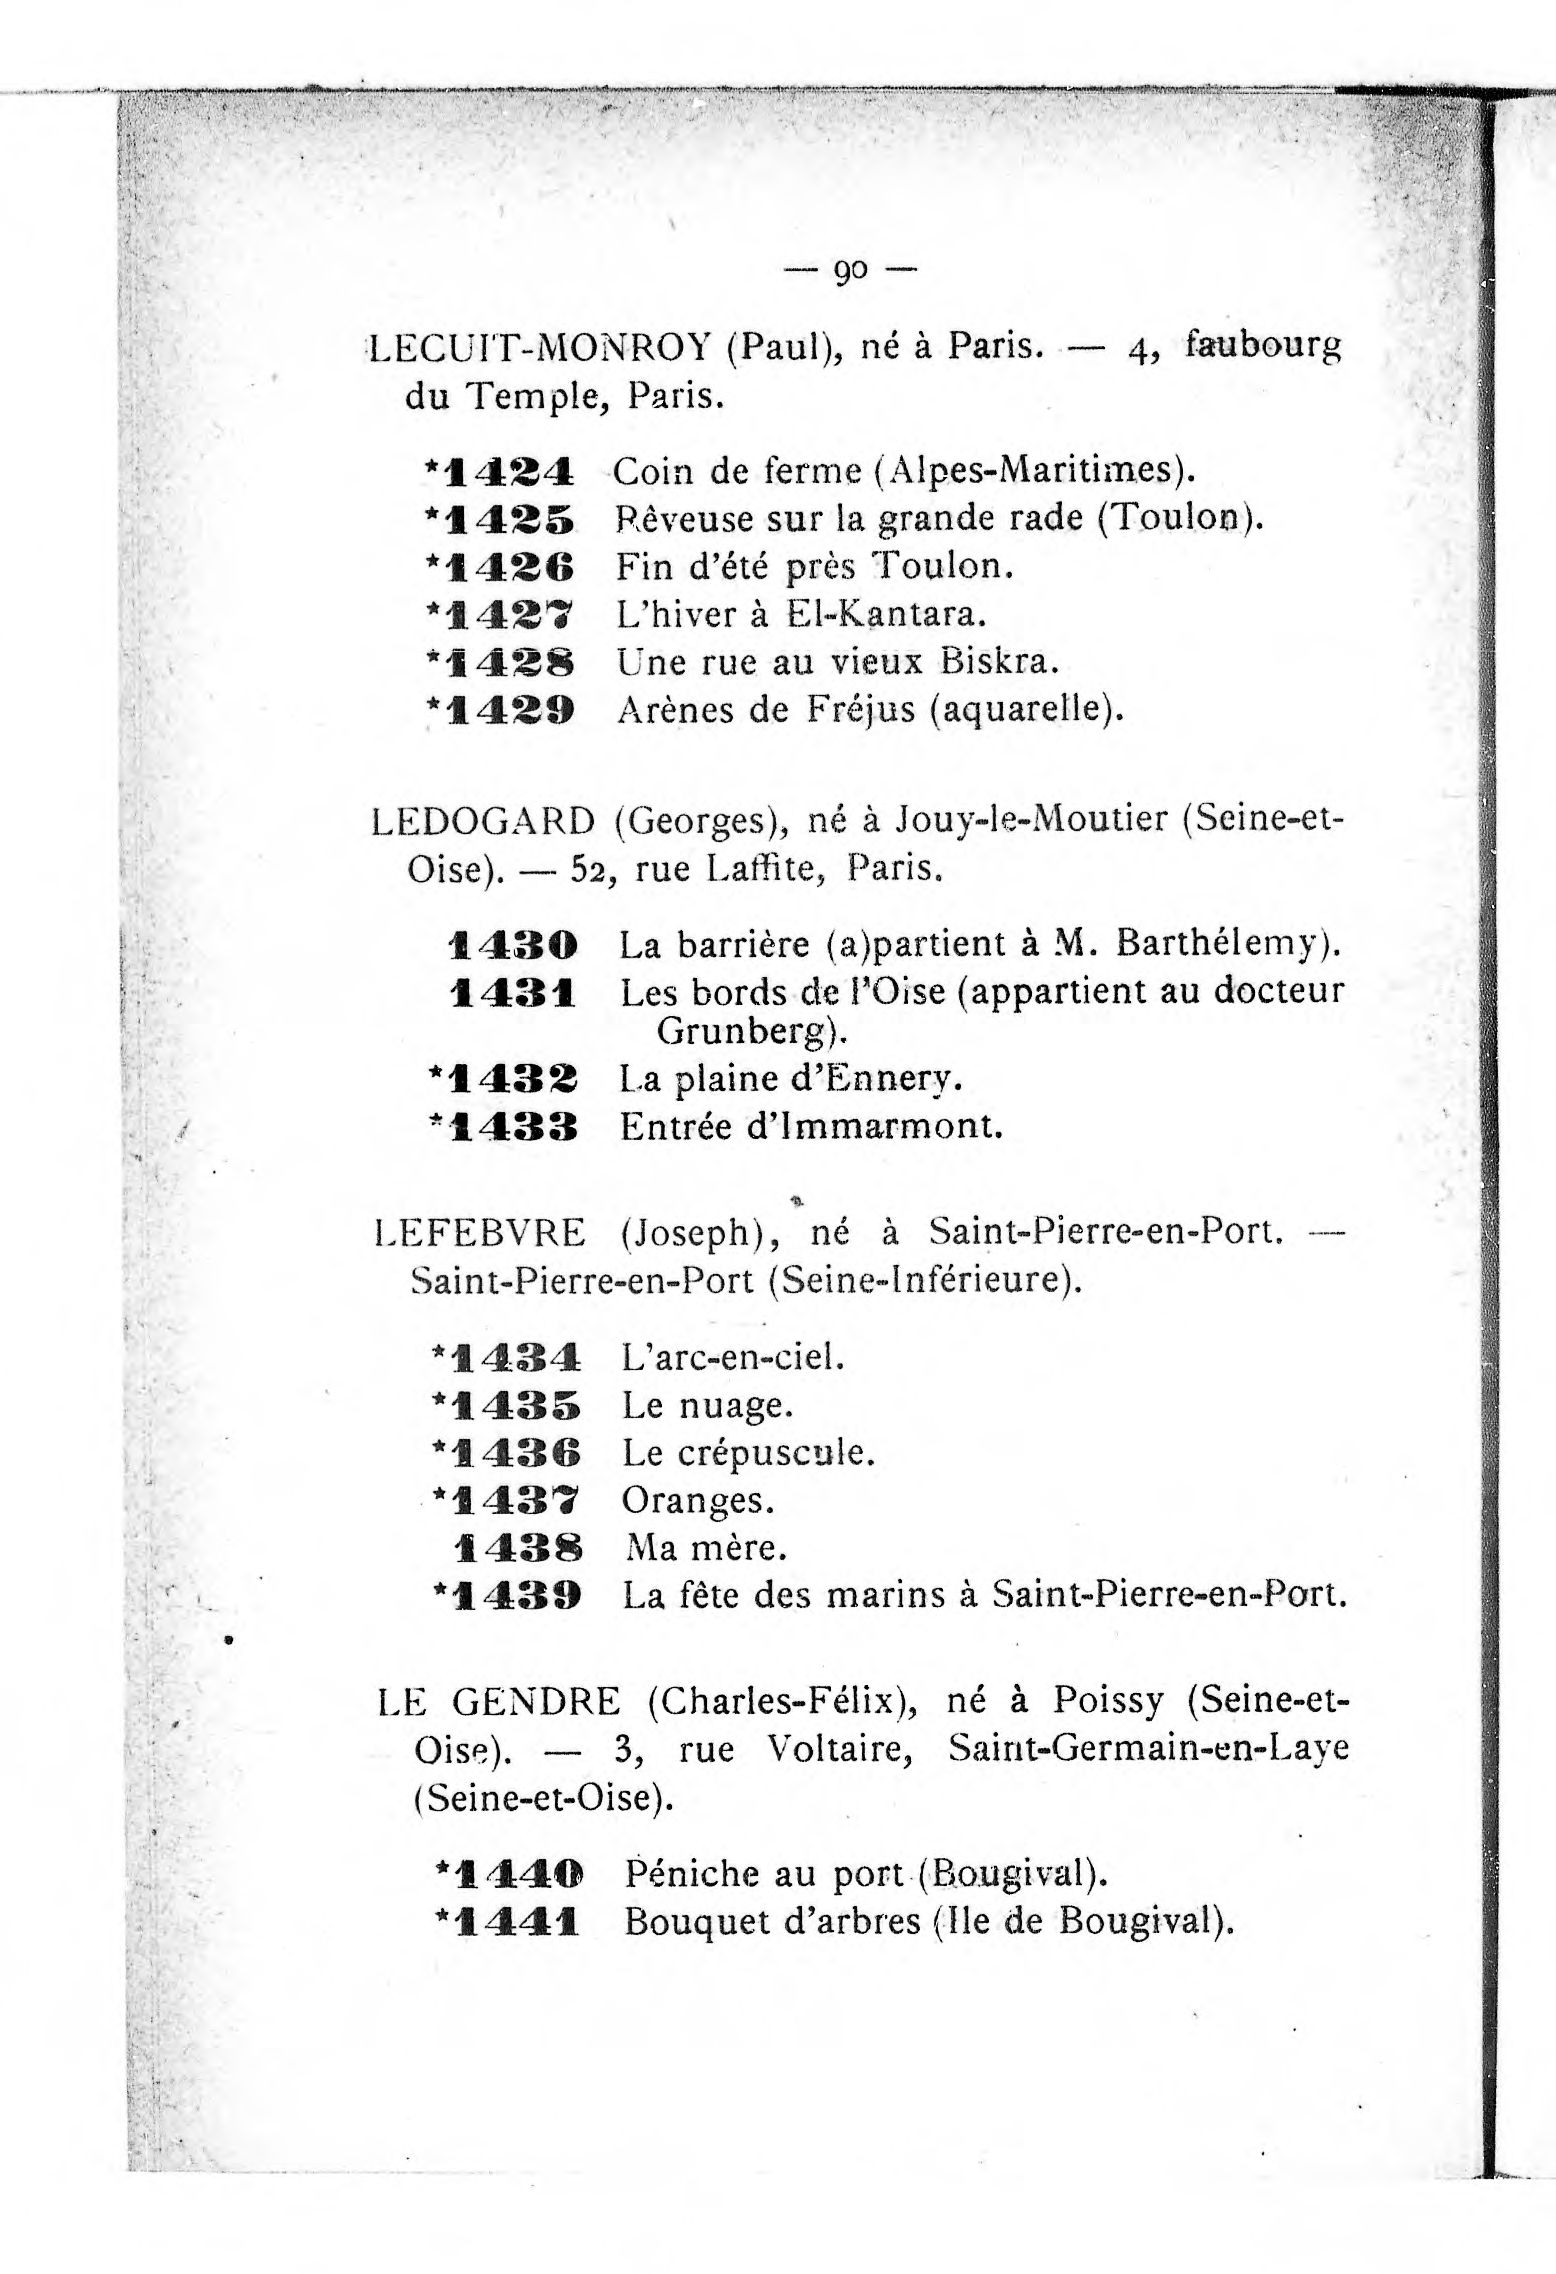 — 90 —
LECUIT-MONROY (Paul), né à Paris. — 4, faubourg
du Temple, Paris.
*1424 Coin de ferme (Alpes-Maritimes).
*1425 Rêveuse sur la grande rade (Toulon).
*1426 Fin d'été près Toulon.
*1427 L'hiver à El-Kantara.
*1428 Une rue au vieux Biskra.
*1429 Arènes de Fréjus (aquarelle).
LEDOGARD (Georges), né à Jouy-le-Moutier (Seine-et-
Oise). — 52, rue Laffite, Paris.
1430 La barrière (a)partient à M. Barthélemy).
1431 Les bords de l'Oise (appartient au docteur
Grunberg).
*1432 La plaine d'Ennery.
*1433 Entrée d'Immarmont.
LEFEBVRE (Joseph), né à Saint-Pierre-en-Port. —
Saint-Pierre-en-Port (Seine-Inférieure).
*1434 L'arc-en-ciel.
*1435 Le nuage.
*1436 Le crépuscule.
*1437 Oranges.
1438 Ma mère.
*1439 La fête des marins à Saint-Pierre-en-Port.
LE GENDRE (Charles-Félix), né à Poissy (Seine-et-
Oise). — 3, rue Voltaire, Saint-Germain-en-Laye
(Seine-et-Oise).
*1440 Péniche au port (Bougival).
*1441 Bouquet d'arbres (Ile de Bougival).